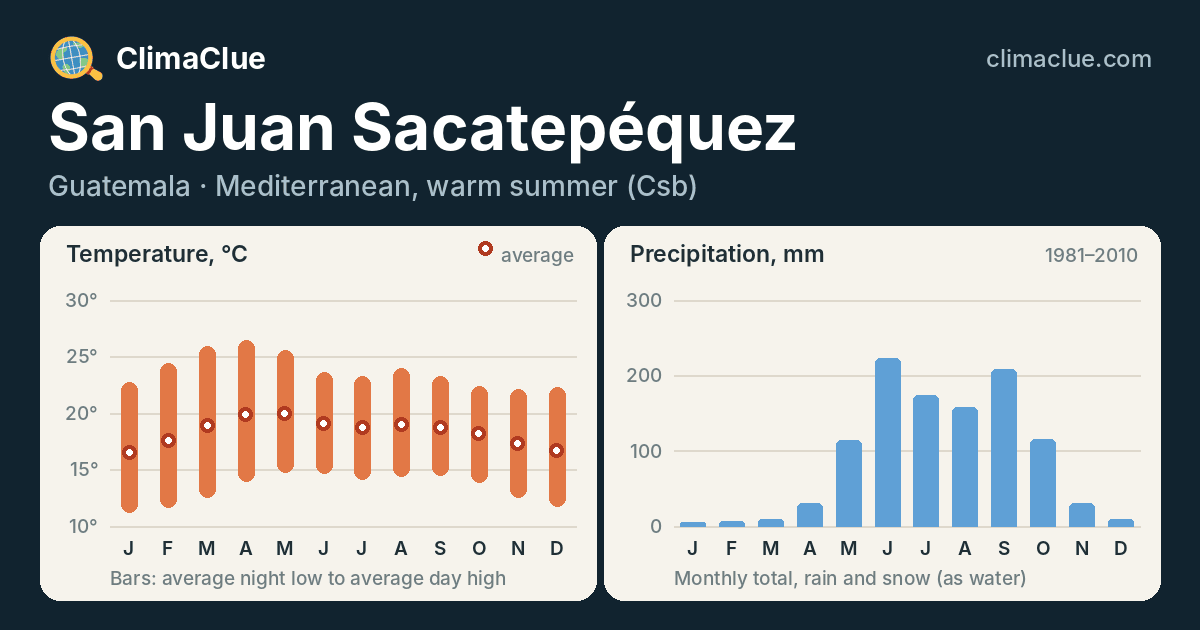 ClimaClue
climaclue.com
San Juan Sacatepéquez
Guatemala · Mediterranean, warm summer (Csb)
Temperature, °C
average
30°
25°
20°
15°
10°
J F M A M J J A S O N D
Bars: average night low to average day high
Precipitation, mm
1981–2010
300
200
100
0
J F M A M J J A S O N D
Monthly total, rain and snow (as water)